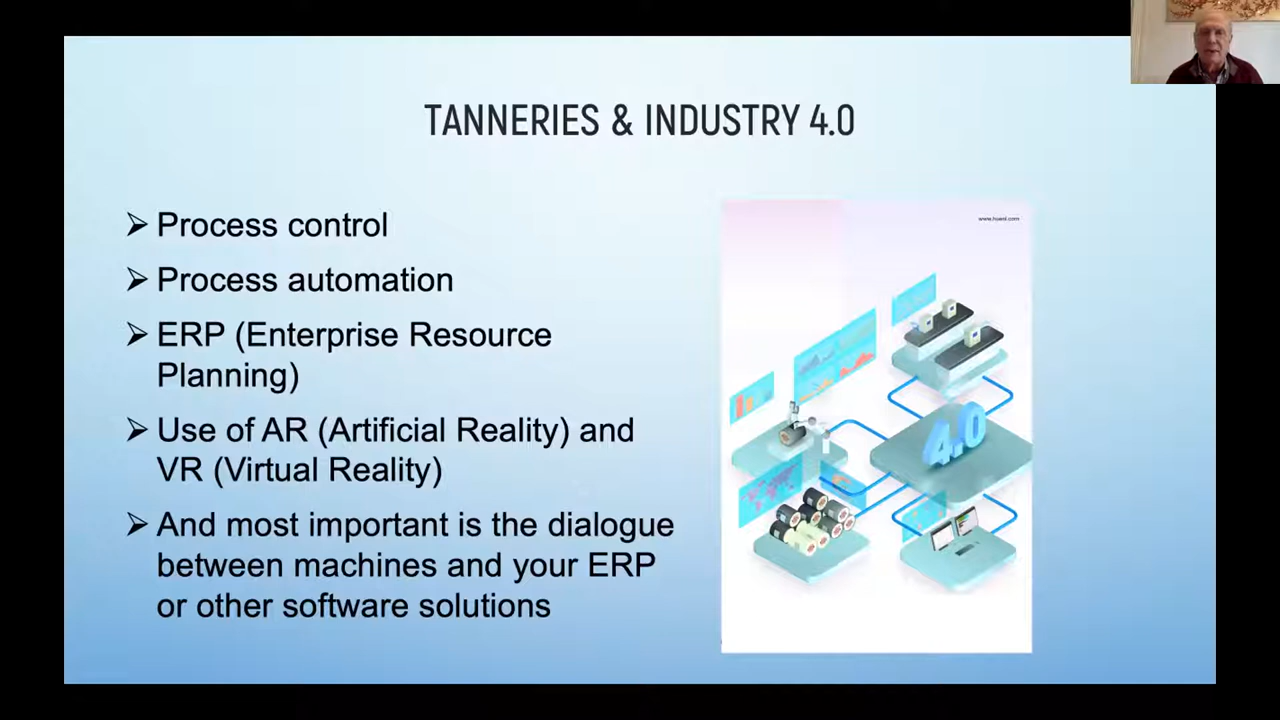 TANNERIES & INDUSTRY 4.0
➢ Process control
➢ Process automation
➢ ERP (Enterprise Resource
Planning)
➢ Use of AR (Artificial Reality) and
VR (Virtual Reality)
➢ And most important is the dialogue
between machines and your ERP
or other software solutions
4.0